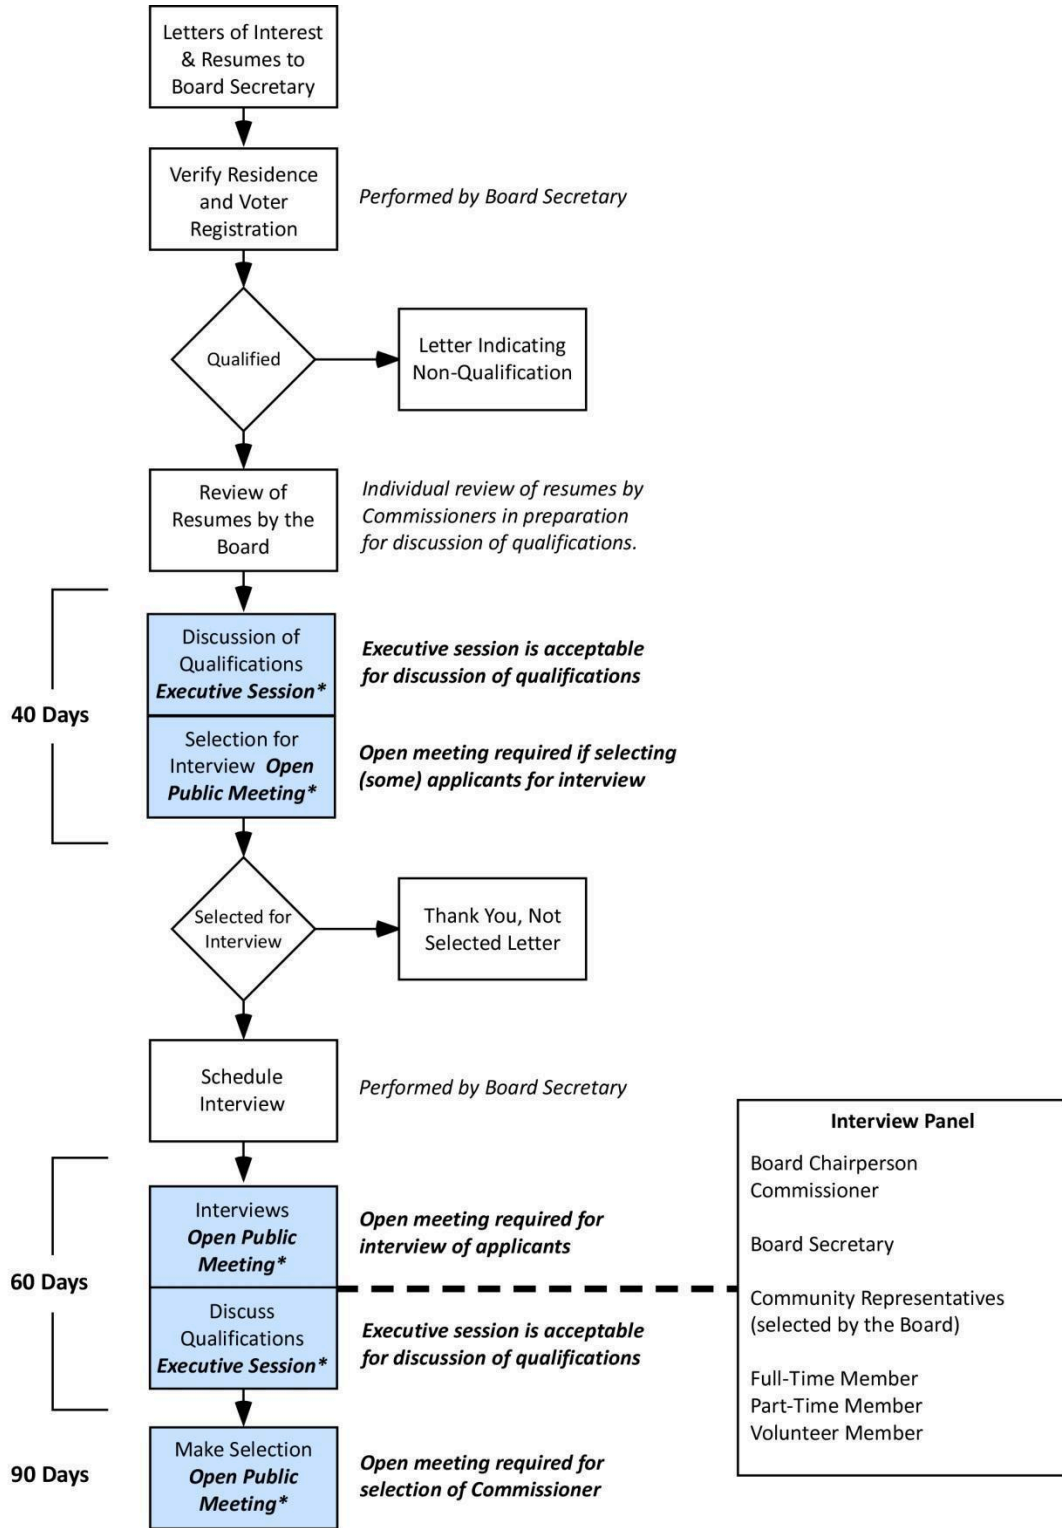 Letters of Interest
& Resumes to
Board Secretary
Verify Residence
and Voter
Registration
Performed by Board Secretary
Qualified
Letter Indicating
Non-Qualification
Review of
Resumes by the
Board
Individual review of resumes by
Commissioners in preparation
for discussion of qualifications.
40 Days
Discussion of
Qualifications
Executive Session*
Executive session is acceptable
for discussion of qualifications
Selection for
Interview Open
Public Meeting*
Open meeting required if selecting
(some) applicants for interview
Selected for
Interview
Thank You, Not
Selected Letter
Schedule
Interview
Performed by Board Secretary
60 Days
Interviews
Open Public
Meeting*
Open meeting required for
interview of applicants
Discuss
Qualifications
Executive Session*
Executive session is acceptable
for discussion of qualifications
Interview Panel
Board Chairperson
Commissioner
Board Secretary
Community Representatives
(selected by the Board)
Full-Time Member
Part-Time Member
Volunteer Member
90 Days
Make Selection
Open Public
Meeting*
Open meeting required for
selection of Commissioner